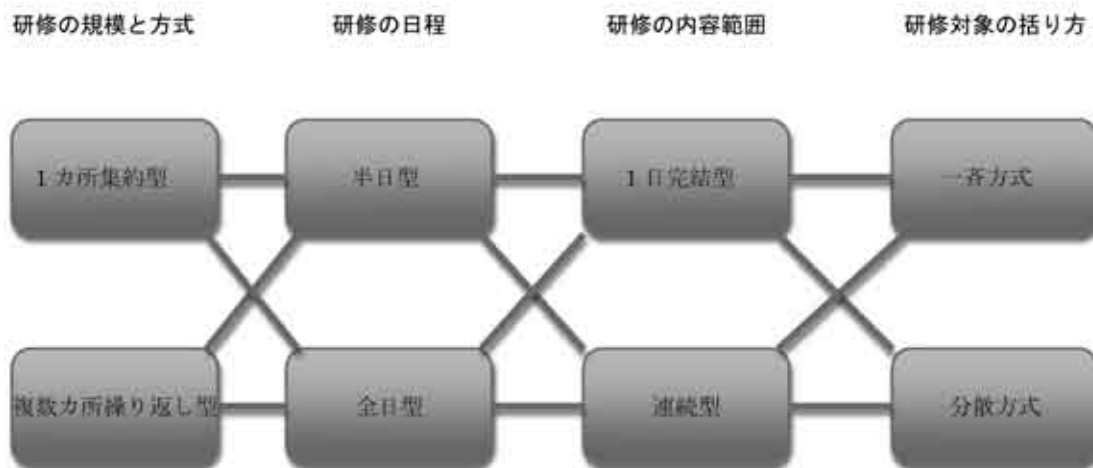 研修の規模と方式 研修の日程 研修の内容範囲 研修対象の括り方
1カ所集約型 半日型 1日完結型 一斉方式
複数カ所繰り返し型 全日型 連続型 分散方式